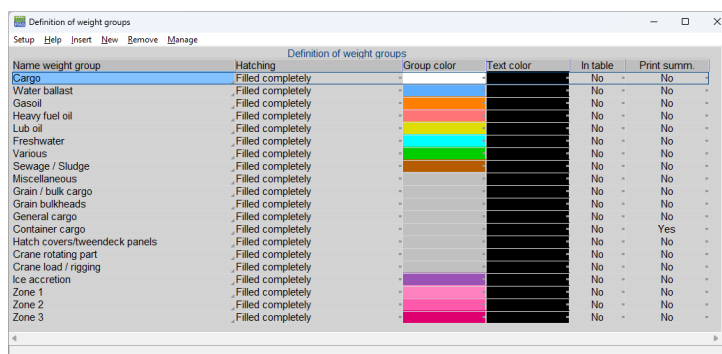 Definition of weight groups
Setup Help Insert New Remove Manage
Definition of weight groups
Name weight group Hatching Group color Text color In table Print summ.
Cargo Filled completely No No
Water ballast Filled completely No No
Gasoil Filled completely No No
Heavy fuel oil Filled completely No No
Lub oil Filled completely No No
Freshwater Filled completely No No
Various Filled completely No No
Sewage / Sludge Filled completely No No
Miscellaneous Filled completely No No
Grain / bulk cargo Filled completely No No
Grain bulkheads Filled completely No No
General cargo Filled completely No No
Container cargo Filled completely No Yes
Hatch covers/tweendeck panels Filled completely No No
Crane rotating part Filled completely No No
Crane load / rigging Filled completely No No
Ice accretion Filled completely No No
Zone 1 Filled completely No No
Zone 2 Filled completely No No
Zone 3 Filled completely No No